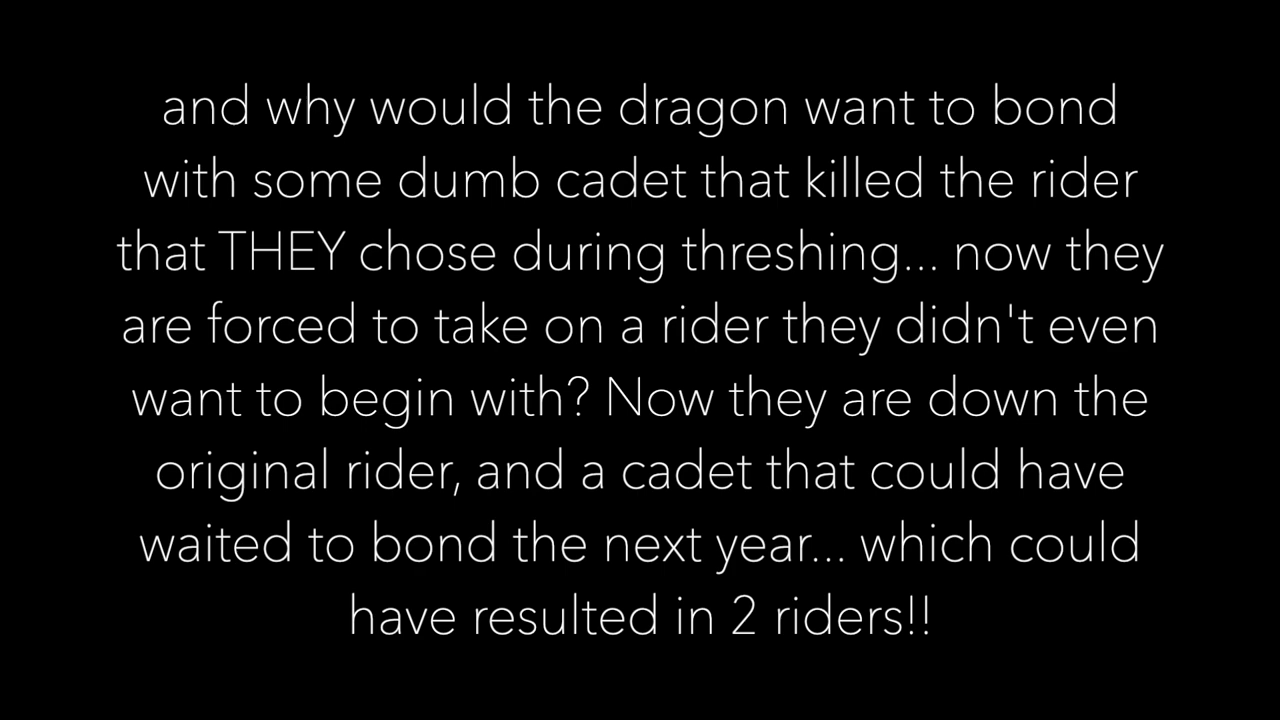 and why would the dragon want to bond
with some dumb cadet that killed the rider
that THEY chose during threshing... now they
are forced to take on a rider they didn't even
want to begin with? Now they are down the
original rider, and a cadet that could have
waited to bond the next year... which could
have resulted in 2 riders!!